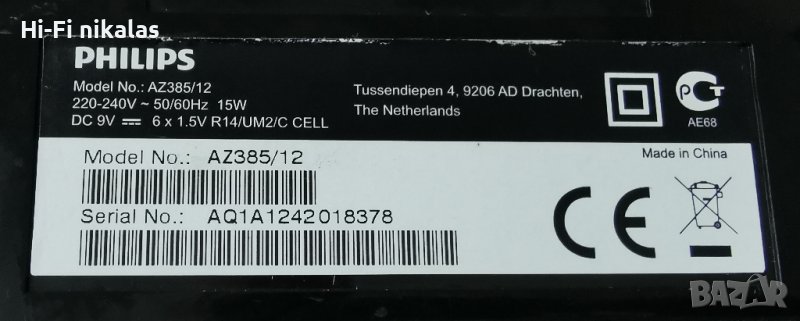 Hi-Fi nikalas
PHILIPS
Model No.: AZ385/12
220-240V ~ 50/60Hz 15W
DC 9V ⎓ 6 x 1.5V R14/UM2/C CELL
Tussendiepen 4, 9206 AD Drachten,
The Netherlands
РСТ
AE68
Model No.: AZ385/12
Serial No.: AQ1A1242018378
Made in China
CE
BAZAR